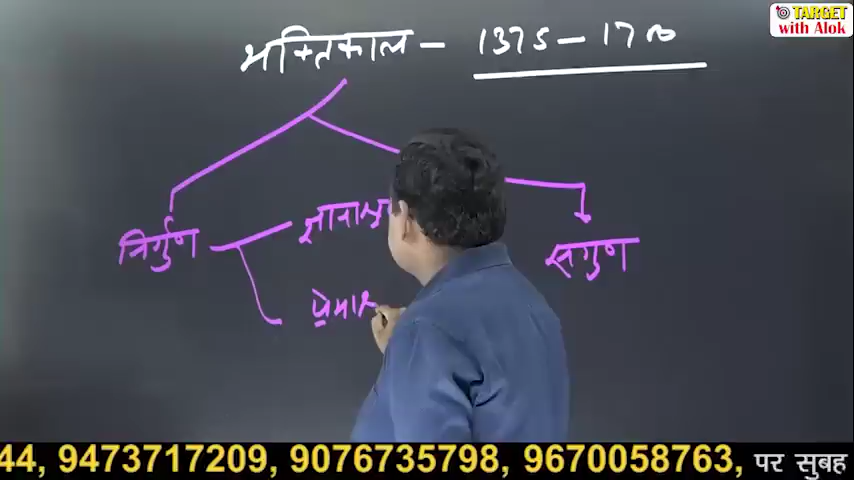 TARGET
with Alok
भक्तिकाल – 1375 – 1700
निर्गुण
सगुण
44, 9473717209, 9076735798, 9670058763, पर सुबह